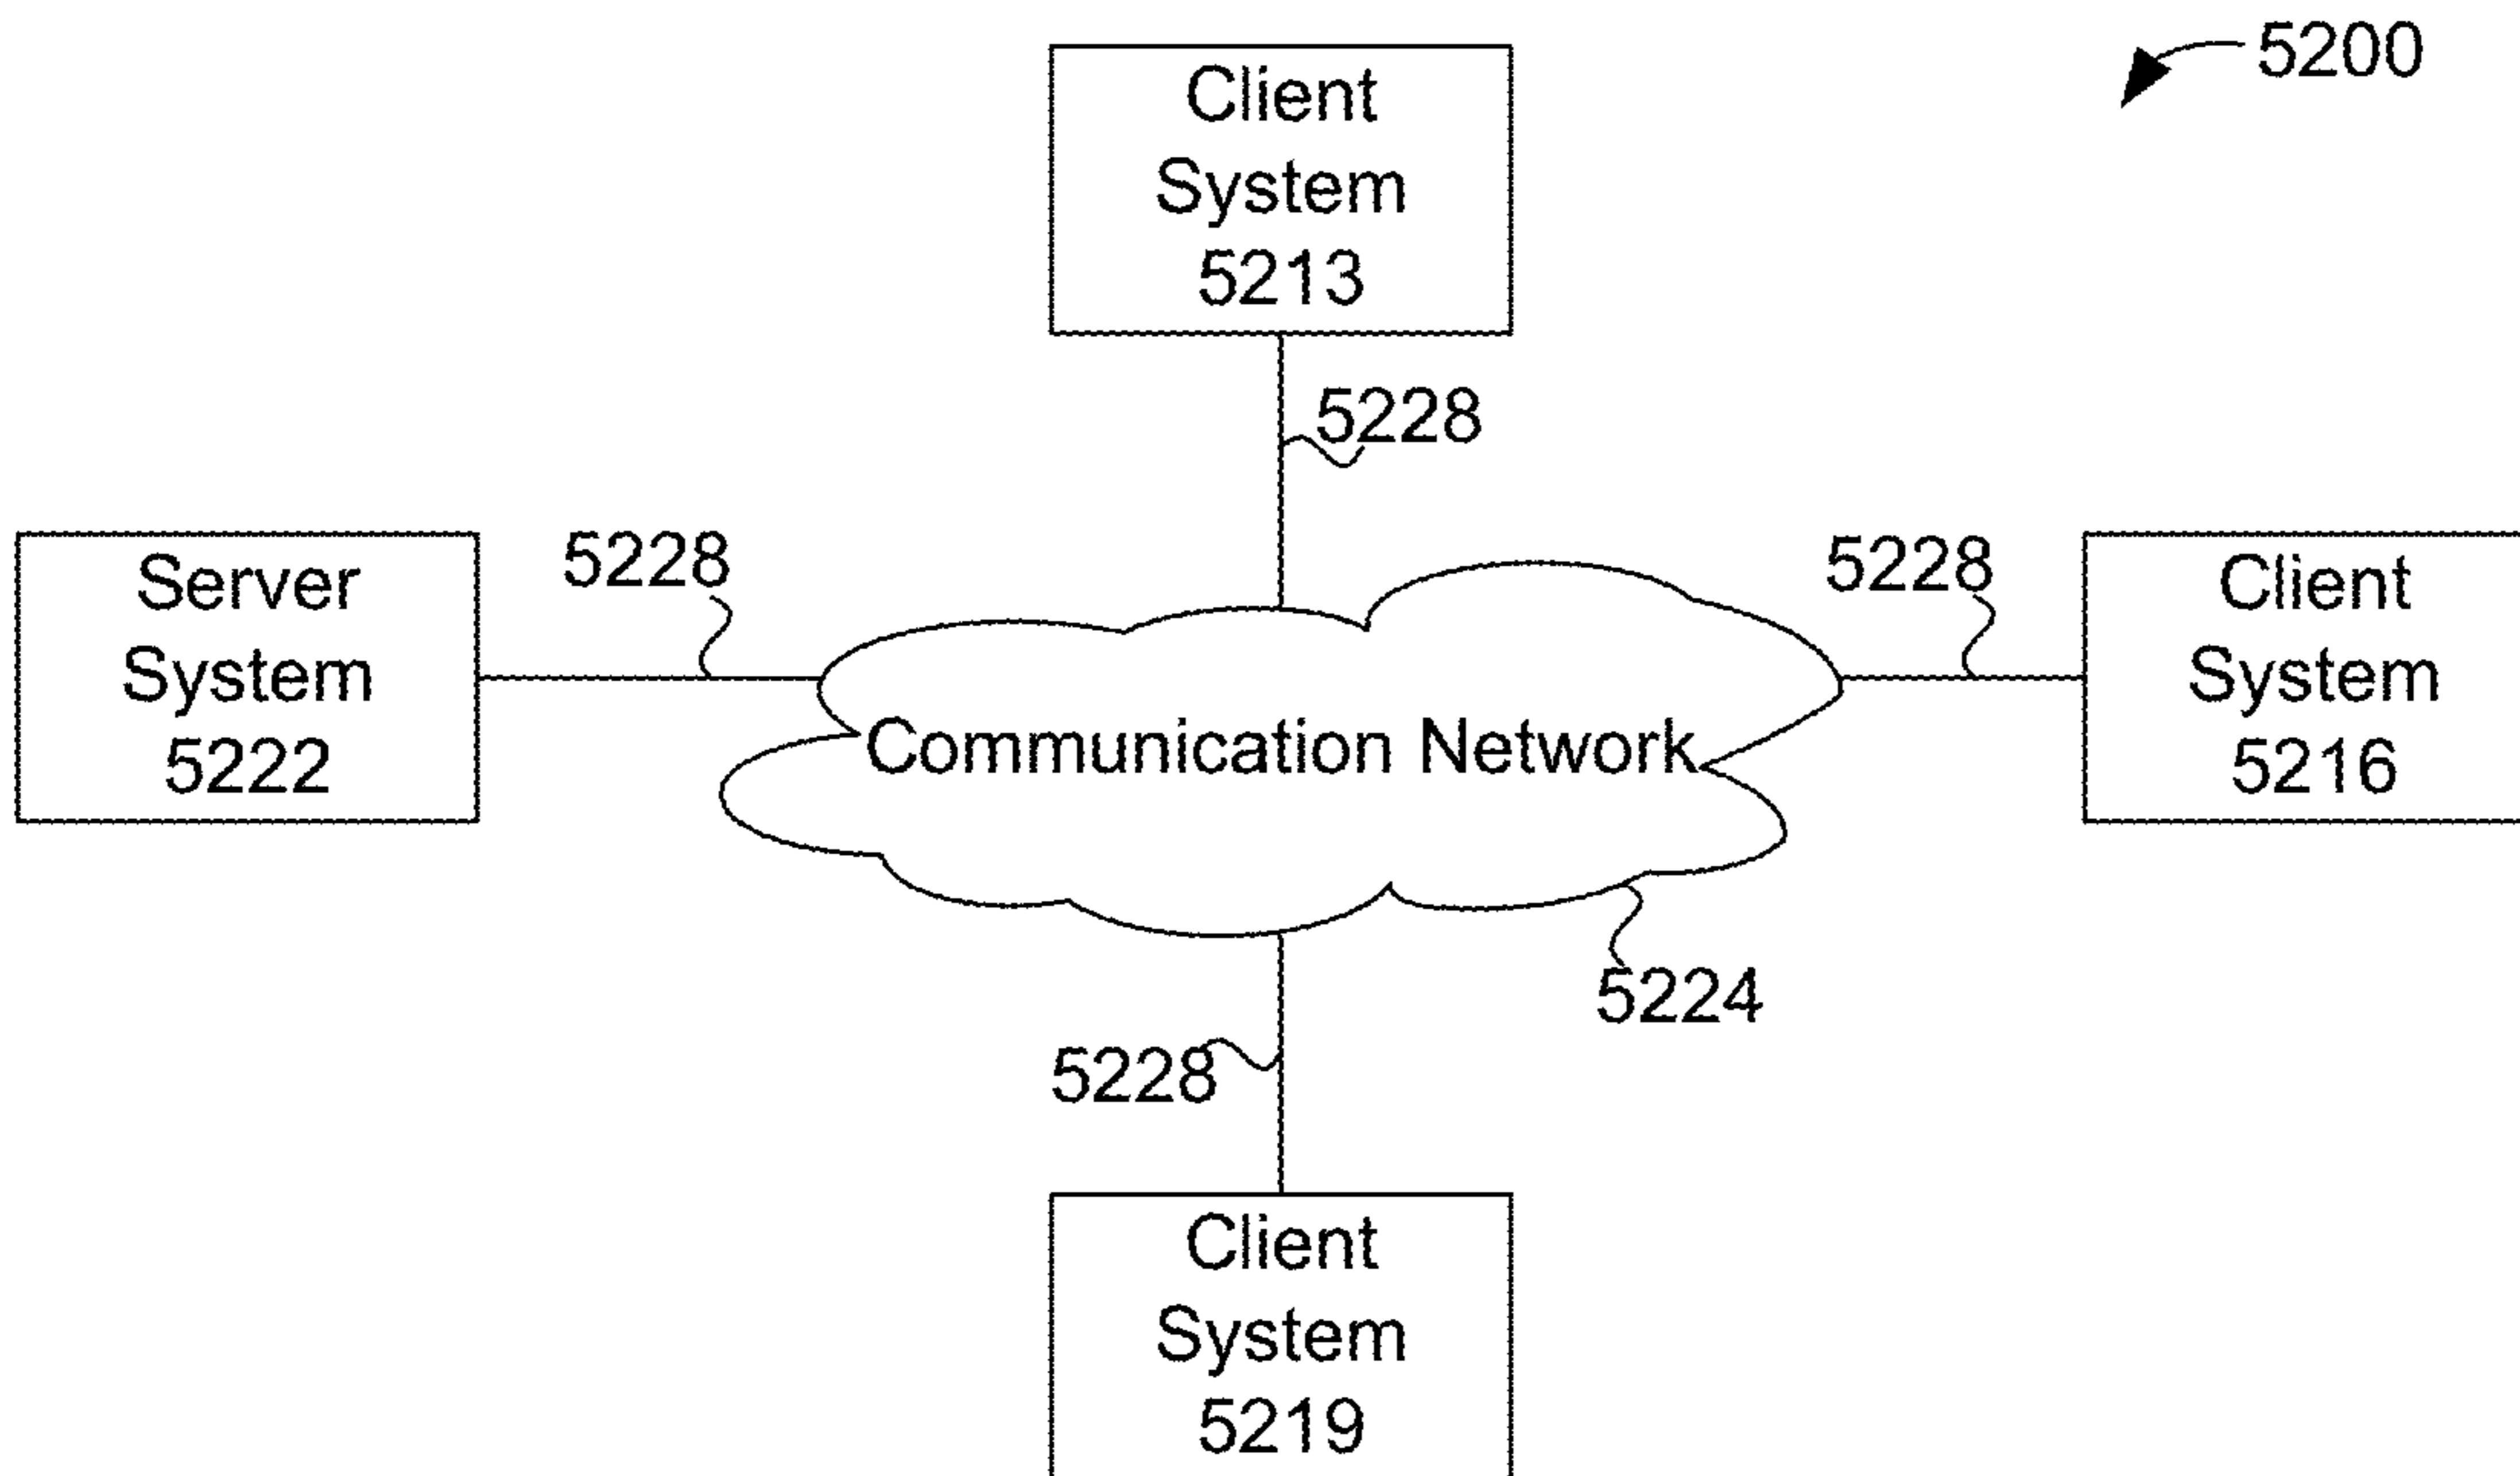 5200
Client
System
5213
5228
Server
System
5222
5228
5228
Client
System
5216
Communication Network
5224
5228
Client
System
5219